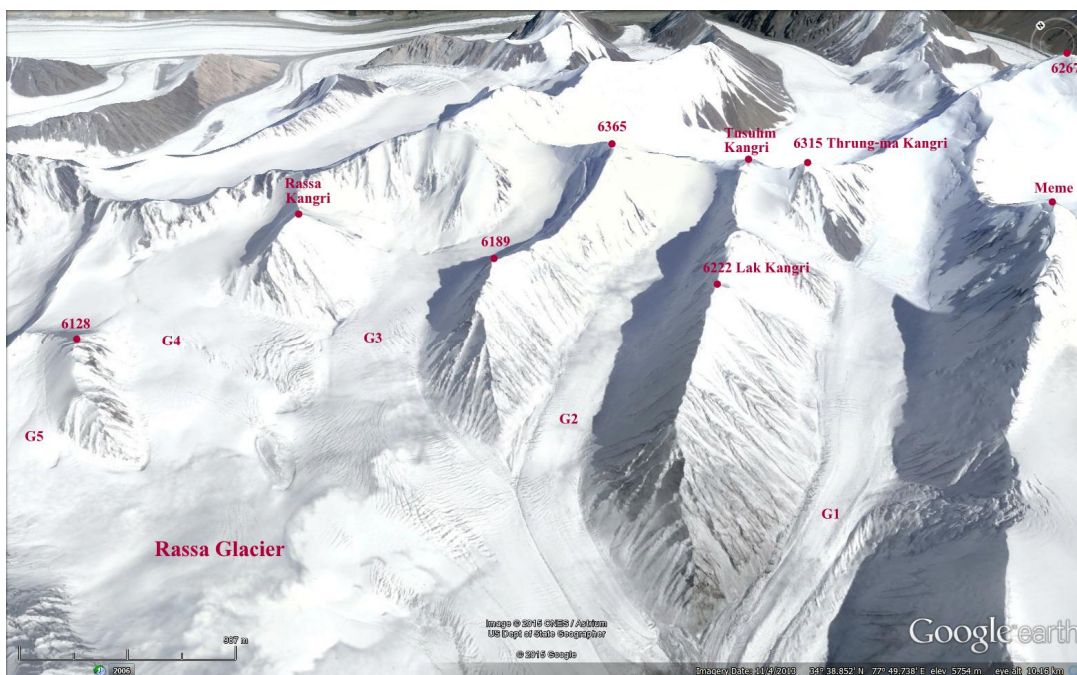 6267
6365
Tusuhm
Kangri
6315 Thrung-ma Kangri
Rassa
Kangri
Meme
6189
6222 Lak Kangri
6128
G4
G3
G2
G5
G1
Rassa Glacier
Image © 2015 CNES / Astrium
US Dept of State Geographer
© 2015 Google
Google earth
987 m
2006
Imagery Date: 11/4/2013 34° 38.852' N 77° 49.738' E elev 5754 m eye alt 10.16 km